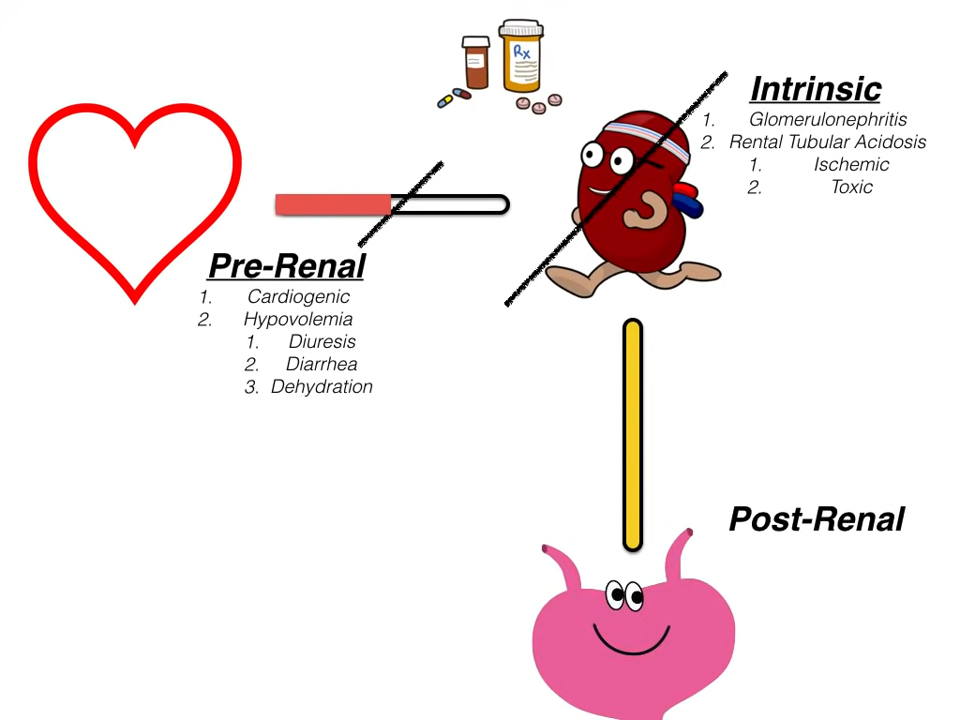 Rx
Intrinsic
1. Glomerulonephritis
2. Rental Tubular Acidosis
1. Ischemic
2. Toxic
Pre-Renal
1. Cardiogenic
2. Hypovolemia
1. Diuresis
2. Diarrhea
3. Dehydration
Post-Renal